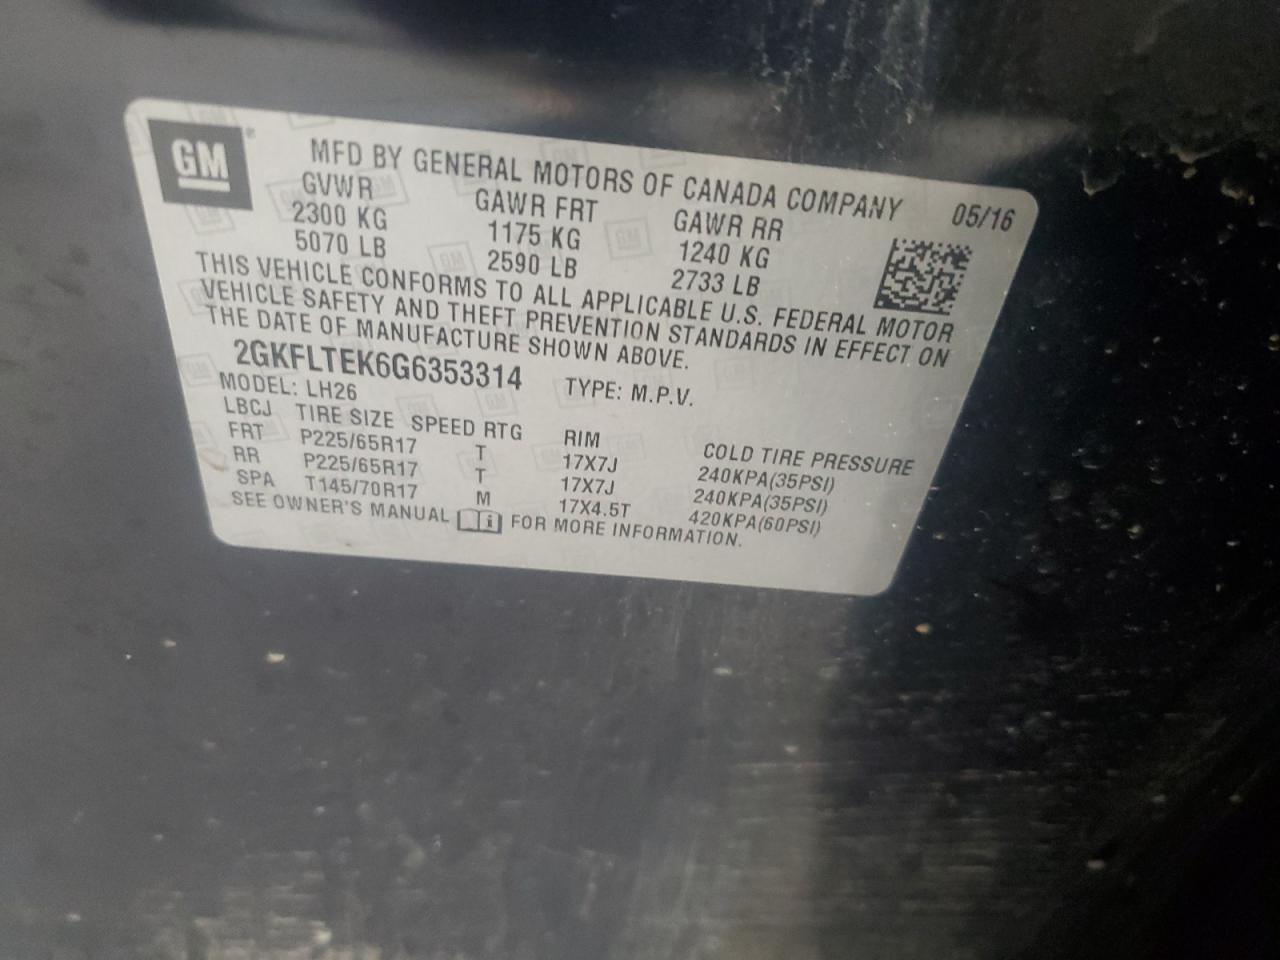 GM
MFD BY GENERAL MOTORS OF CANADA COMPANY 05/16
GVWR GAWR FRT GAWR RR
2300 KG 1175 KG 1240 KG
5070 LB 2590 LB 2733 LB
THIS VEHICLE CONFORMS TO ALL APPLICABLE U.S. FEDERAL MOTOR
VEHICLE SAFETY AND THEFT PREVENTION STANDARDS IN EFFECT ON
THE DATE OF MANUFACTURE SHOWN ABOVE.
2GKFLTEK6G6353314 TYPE: M.P.V.
MODEL: LH26
LBCJ TIRE SIZE SPEED RTG RIM COLD TIRE PRESSURE
FRT P225/65R17 T 17X7J 240KPA(35PSI)
RR P225/65R17 T 17X7J 240KPA(35PSI)
SPA T145/70R17 M 17X4.5T 420KPA(60PSI)
SEE OWNER'S MANUAL FOR MORE INFORMATION.